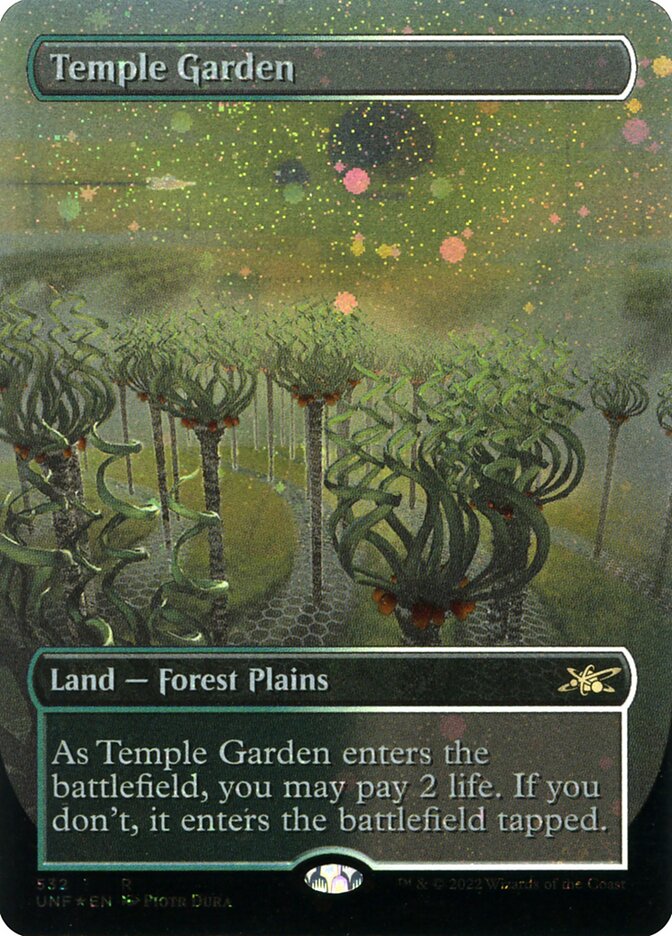 Temple Garden
Land — Forest Plains
As Temple Garden enters the
battlefield, you may pay 2 life. If you
don't, it enters the battlefield tapped.
532 R
UNF★EN Piotr Dura
™ & © 2022 Wizards of the Coast